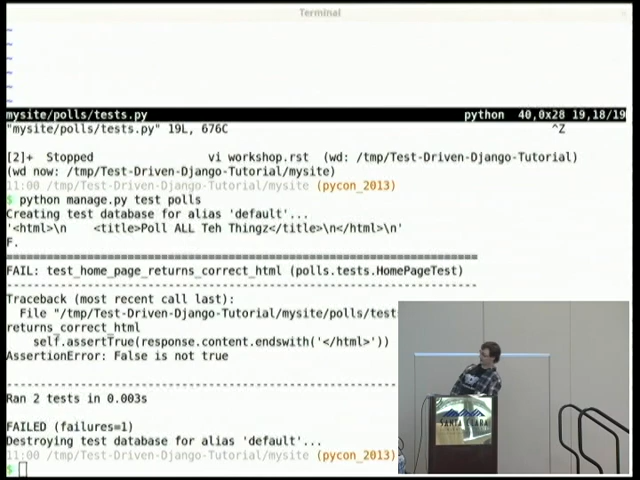 Terminal
~
~
~
~
~
mysite/polls/tests.py python 40,0x28 19,18/19
"mysite/polls/tests.py" 19L, 676C ^Z
[2]+ Stopped vi workshop.rst (wd: /tmp/Test-Driven-Django-Tutorial)
(wd now: /tmp/Test-Driven-Django-Tutorial/mysite)
11:00 /tmp/Test-Driven-Django-Tutorial/mysite (pycon_2013)
$ python manage.py test polls
Creating test database for alias 'default'...
'<html>\n    <title>Poll ALL Teh Thingz</title>\n</html>\n'
F.
======================================================================
FAIL: test_home_page_returns_correct_html (polls.tests.HomePageTest)
----------------------------------------------------------------------
Traceback (most recent call last):
File "/tmp/Test-Driven-Django-Tutorial/mysite/polls/test
returns_correct_html
self.assertTrue(response.content.endswith('</html>'))
AssertionError: False is not true
----------------------------------------------------------------------
Ran 2 tests in 0.003s
FAILED (failures=1)
Destroying test database for alias 'default'...
11:00 /tmp/Test-Driven-Django-Tutorial/mysite (pycon_2013)
$
SANTA CLARA